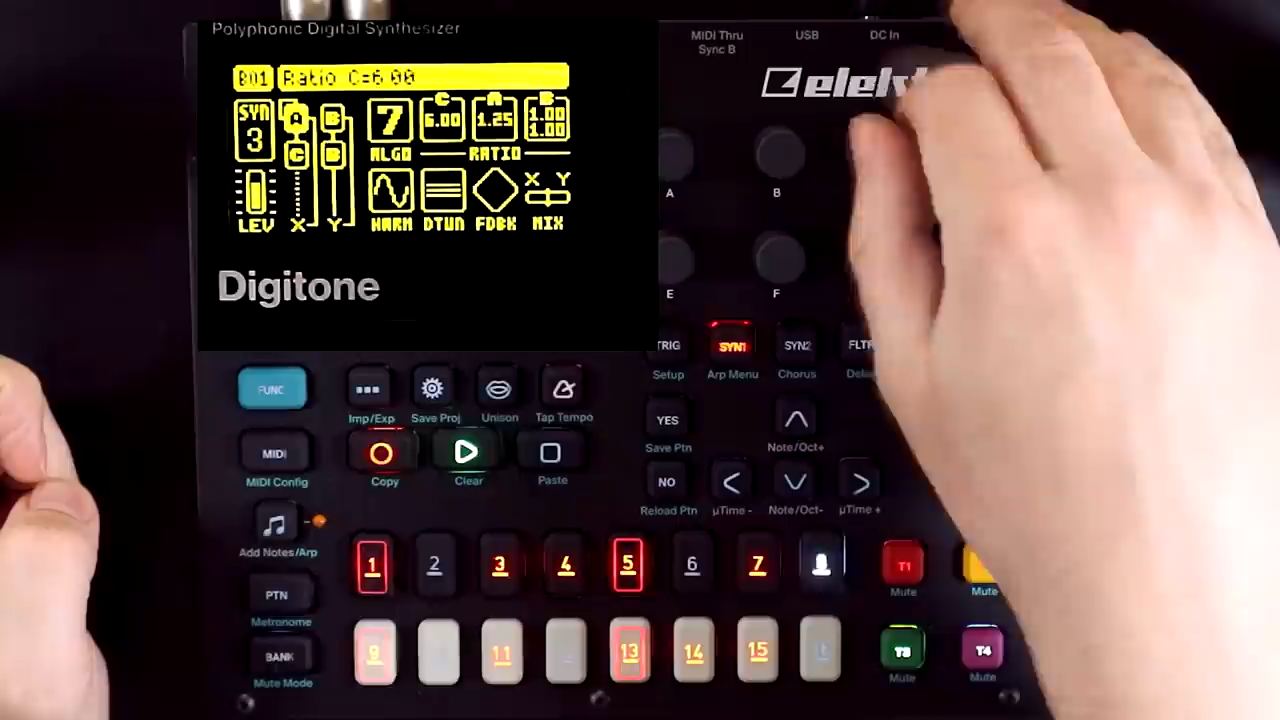 Polyphonic Digital Synthesizer
MIDI Thru
Sync B
USB
DC In
B01 Ratio C=6.00
SYN
3
A B
C B
7
C
6.00
A
1.25
B
1.00
1.00
ALGO RATIO
X Y
LEV X Y HARM DTUN FDBK MIX
Digitone
A B
E F
TRIG SYN1 SYN2
Setup Arp Menu Chorus
FUNC
Imp/Exp Save Proj Unison Tap Tempo
YES
Save Ptn Note/Oct+
MIDI
MIDI Config Copy Clear Paste
NO < >
Reload Ptn µTime - Note/Oct- µTime +
Add Notes/Arp
1 2 3 4 5 6 7 8
T1
Mute Mute
PTN
Metronome
9 11 13 14 15
T3 T4
BANK
Mute Mode Mute Mute